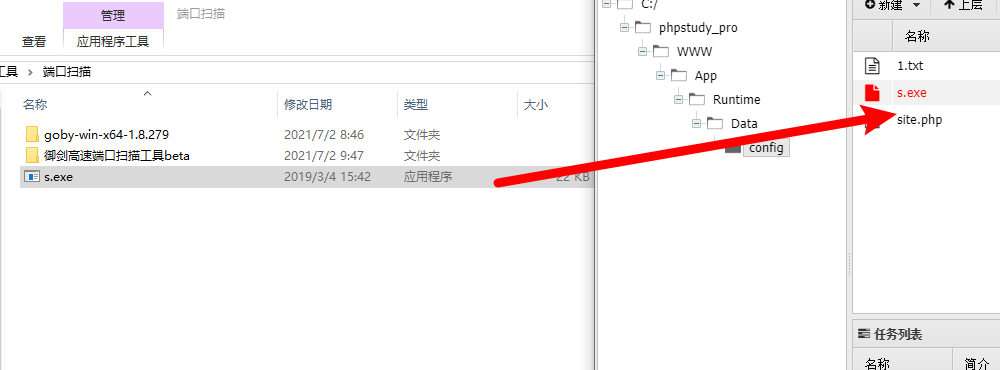 管理
端口扫描
查看
应用程序工具
工具
端口扫描
名称
修改日期
类型
大小
goby-win-x64-1.8.279
2021/7/2 8:46
文件夹
御剑高速端口扫描工具beta
2021/7/2 9:47
文件夹
s.exe
2019/3/4 15:42
应用程序
22 KB
C:/
phpstudy_pro
WWW
App
Runtime
Data
config
新建
上层
名称
1.txt
s.exe
site.php
任务列表
名称
简介